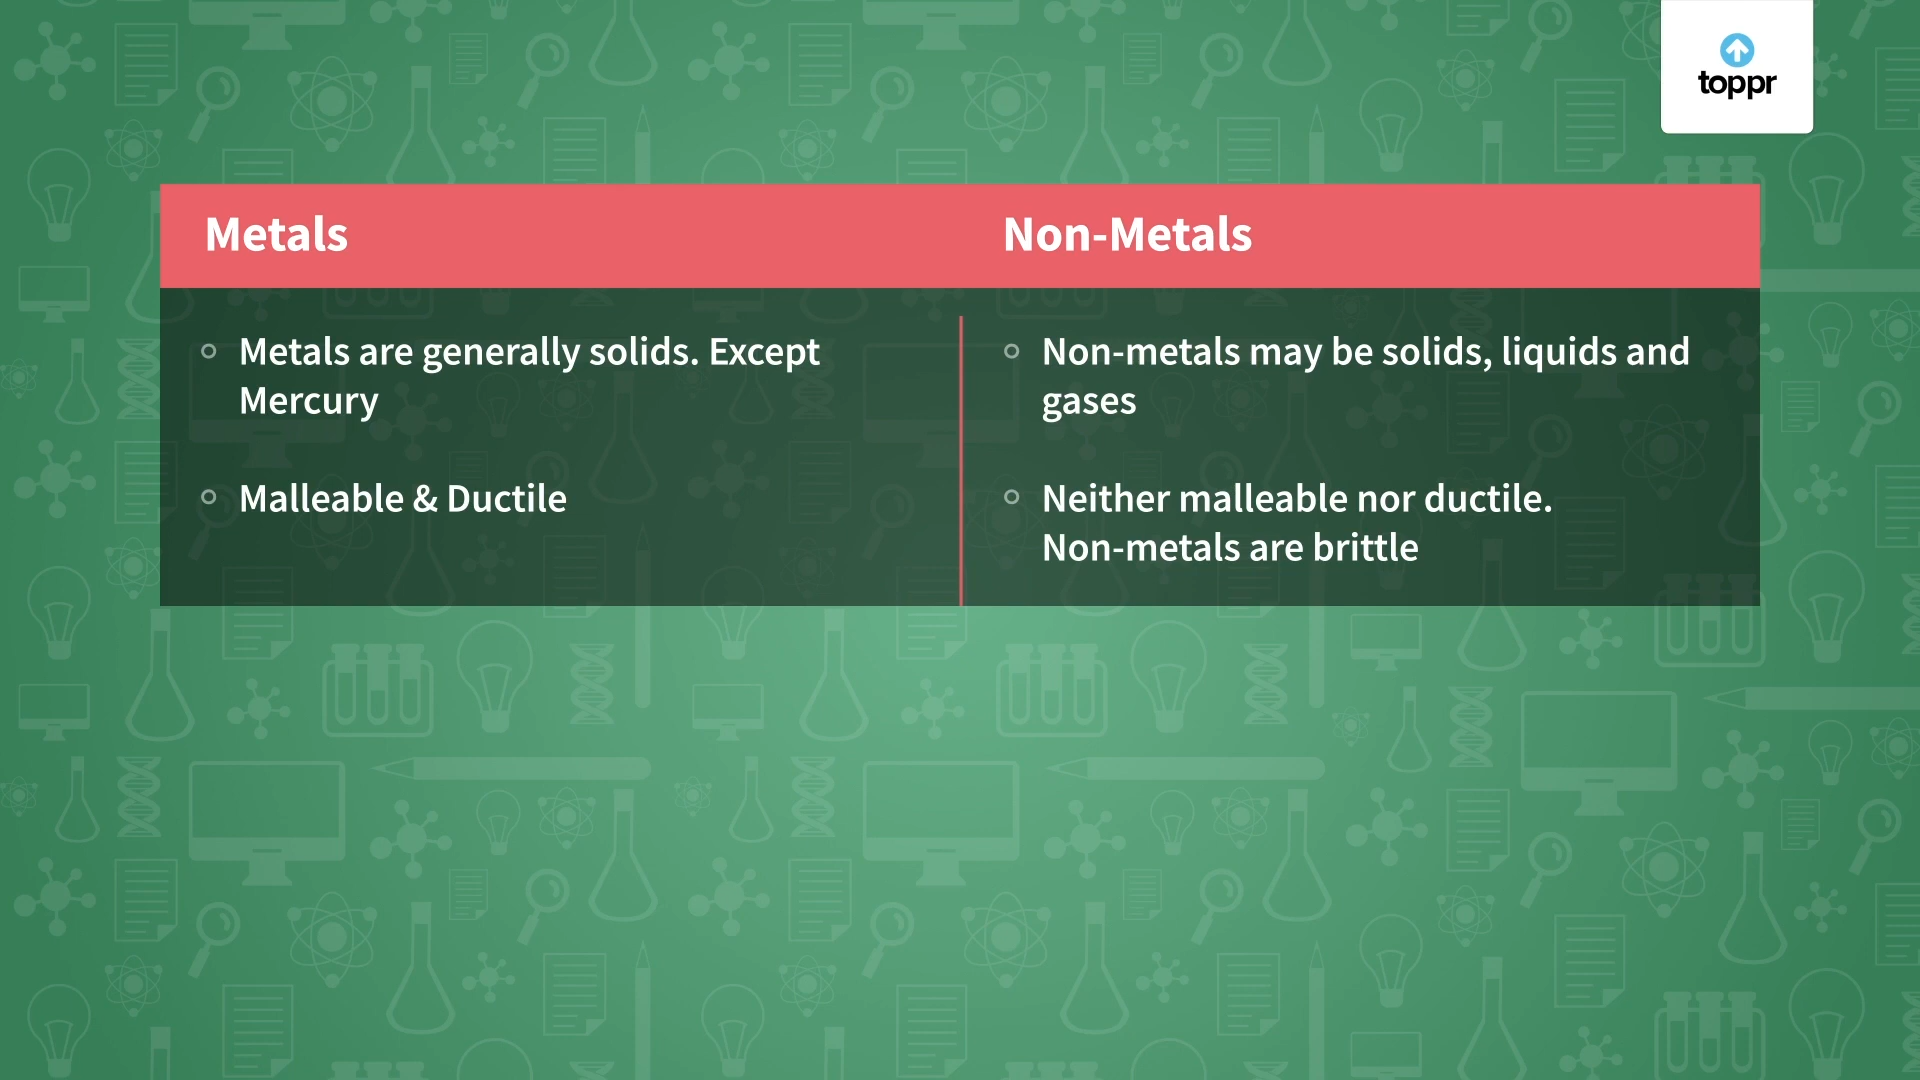 toppr
Metals
Non-Metals
Metals are generally solids. Except
Mercury
Malleable & Ductile
Non-metals may be solids, liquids and
gases
Neither malleable nor ductile.
Non-metals are brittle